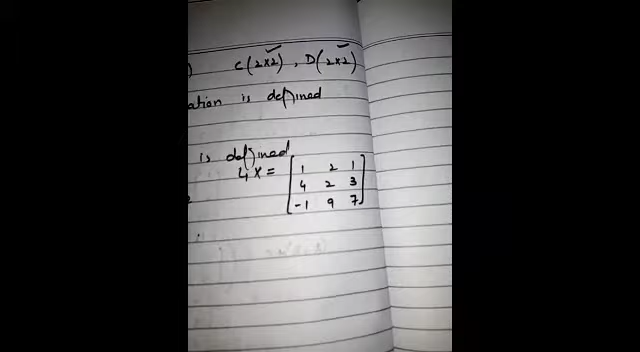 ) C(2x2), D(2x2)
ation is defined
is defined
4x = [1 2 1
4 2 3
-1 9 7]